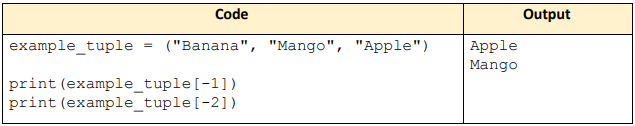 Code Output
example_tuple = ("Banana", "Mango", "Apple")
print(example_tuple[-1])
print(example_tuple[-2])
Apple
Mango